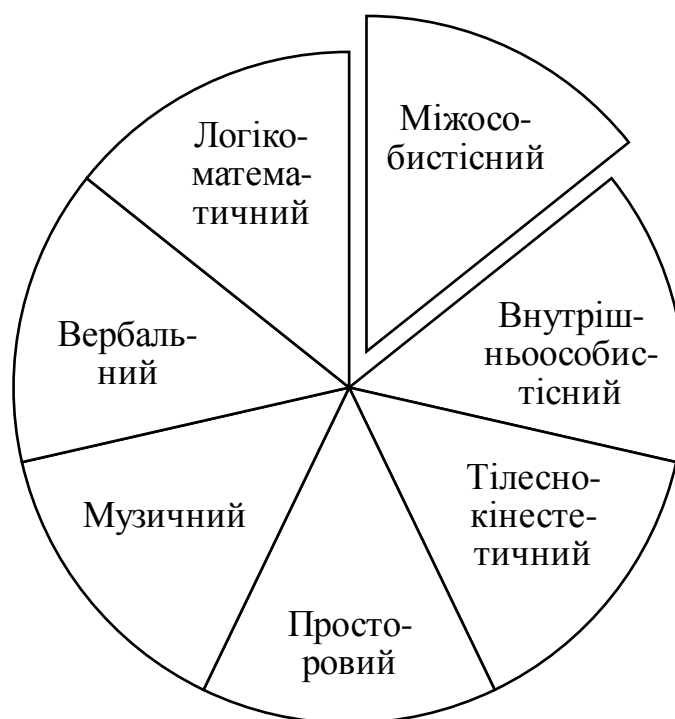 Логіко-
матема-
тичний
Міжосо-
бистісний
Внутріш-
ньоособис-
тісний
Тілесно-
кінесте-
тичний
Просто-
ровий
Музичний
Вербаль-
ний